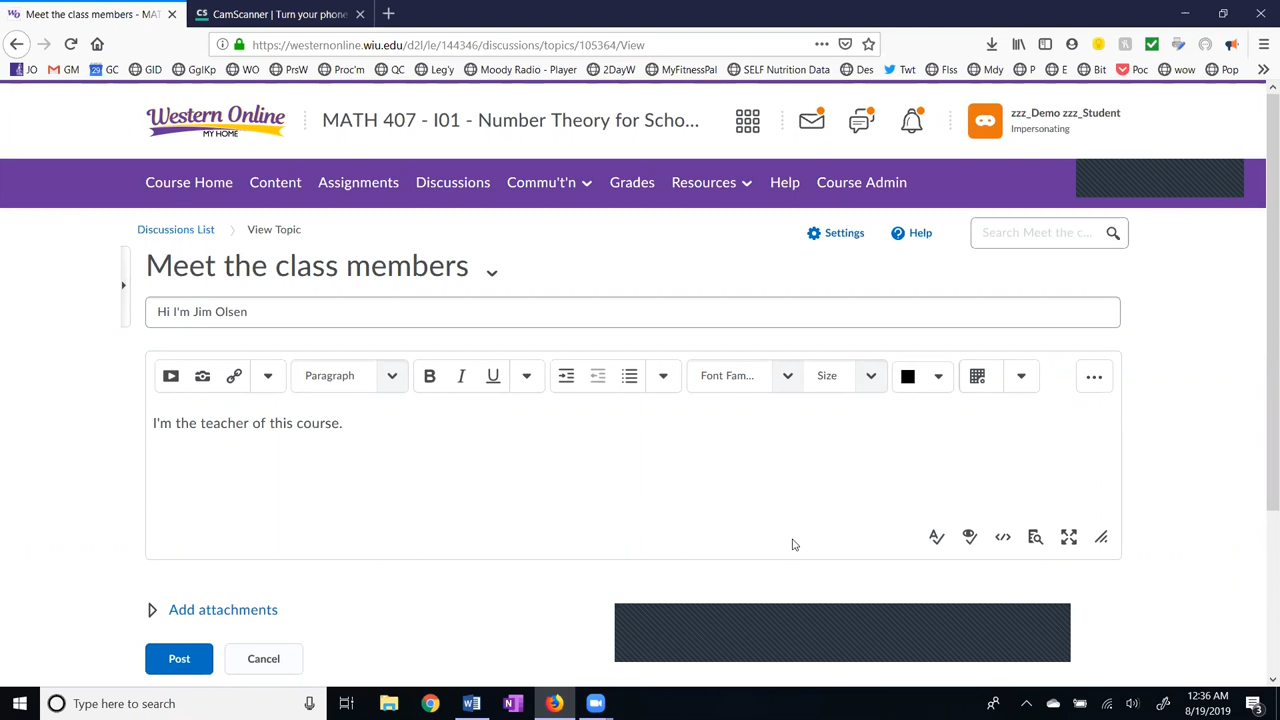 Meet the class members - MAT
CamScanner | Turn your phone
https://westernonline.wiu.edu/d2l/le/144346/discussions/topics/105364/View
JO GM GC GID GglKp WO PrsW Proc'm QC Leg'y Moody Radio - Player 2DayW MyFitnessPal SELF Nutrition Data Des Twt Flss Mdy P E Bit Poc wow Pop
Western Online
MY HOME
MATH 407 - I01 - Number Theory for Scho...
zzz_Demo zzz_Student
Impersonating
Course Home Content Assignments Discussions Commu't'n Grades Resources Help Course Admin
Discussions List View Topic
Settings Help Search Meet the c...
Meet the class members
Hi I'm Jim Olsen
Paragraph B I U Font Fam... Size
I'm the teacher of this course.
Add attachments
Post Cancel
Type here to search
12:36 AM
8/19/2019
3